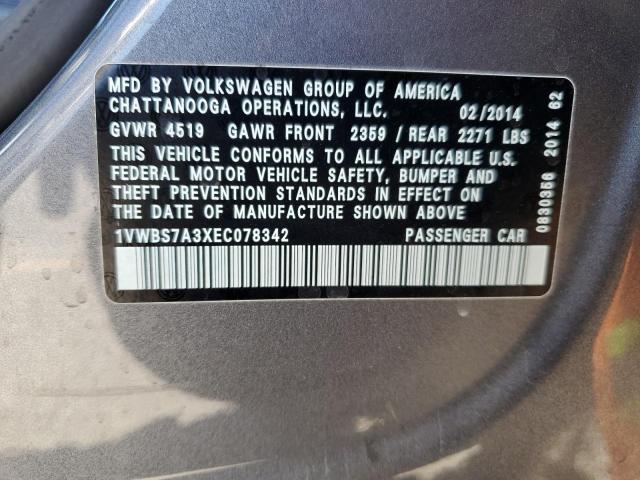 MFD BY VOLKSWAGEN GROUP OF AMERICA
CHATTANOOGA OPERATIONS, LLC. 02/2014
GVWR 4519 GAWR FRONT 2359 / REAR 2271 LBS
THIS VEHICLE CONFORMS TO ALL APPLICABLE U.S.
FEDERAL MOTOR VEHICLE SAFETY, BUMPER AND
THEFT PREVENTION STANDARDS IN EFFECT ON
THE DATE OF MANUFACTURE SHOWN ABOVE
1VWBS7A3XEC078342 PASSENGER CAR
0830356 2014 62